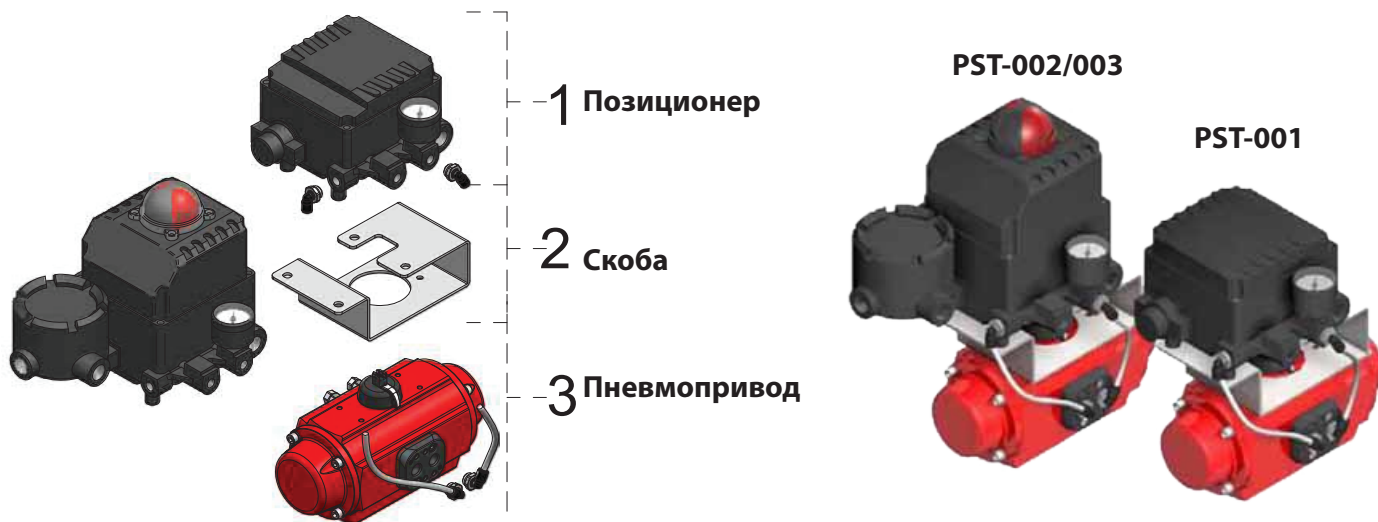 1 Позиционер
2 Скоба
3 Пневмопривод
PST-002/003
PST-001